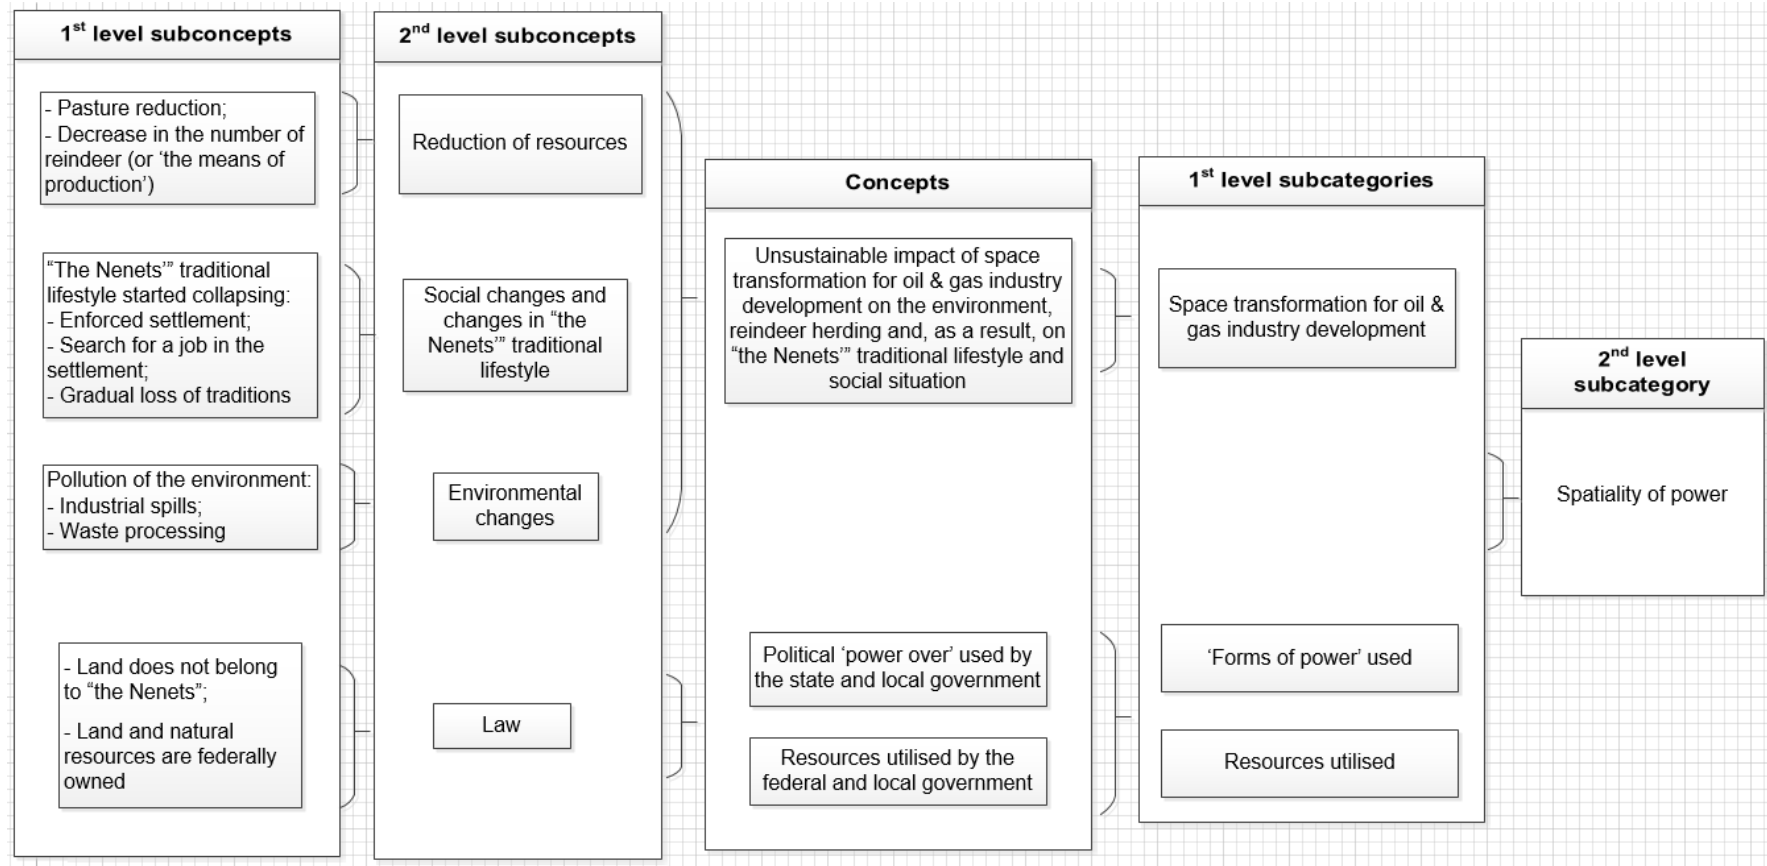 1st level subconcepts
- Pasture reduction;
- Decrease in the number of
reindeer (or ‘the means of
production’)
“The Nenets’” traditional
lifestyle started collapsing:
- Enforced settlement;
- Search for a job in the
settlement;
- Gradual loss of traditions
Pollution of the environment:
- Industrial spills;
- Waste processing
- Land does not belong
to “the Nenets”;
- Land and natural
resources are federally
owned
2nd level subconcepts
Reduction of resources
Social changes and
changes in “the
Nenets’” traditional
lifestyle
Environmental
changes
Law
Concepts
Unsustainable impact of space
transformation for oil & gas industry
development on the environment,
reindeer herding and, as a result, on
“the Nenets’” traditional lifestyle and
social situation
Political ‘power over’ used by
the state and local government
Resources utilised by the
federal and local government
1st level subcategories
Space transformation for oil &
gas industry development
‘Forms of power’ used
Resources utilised
2nd level
subcategory
Spatiality of power